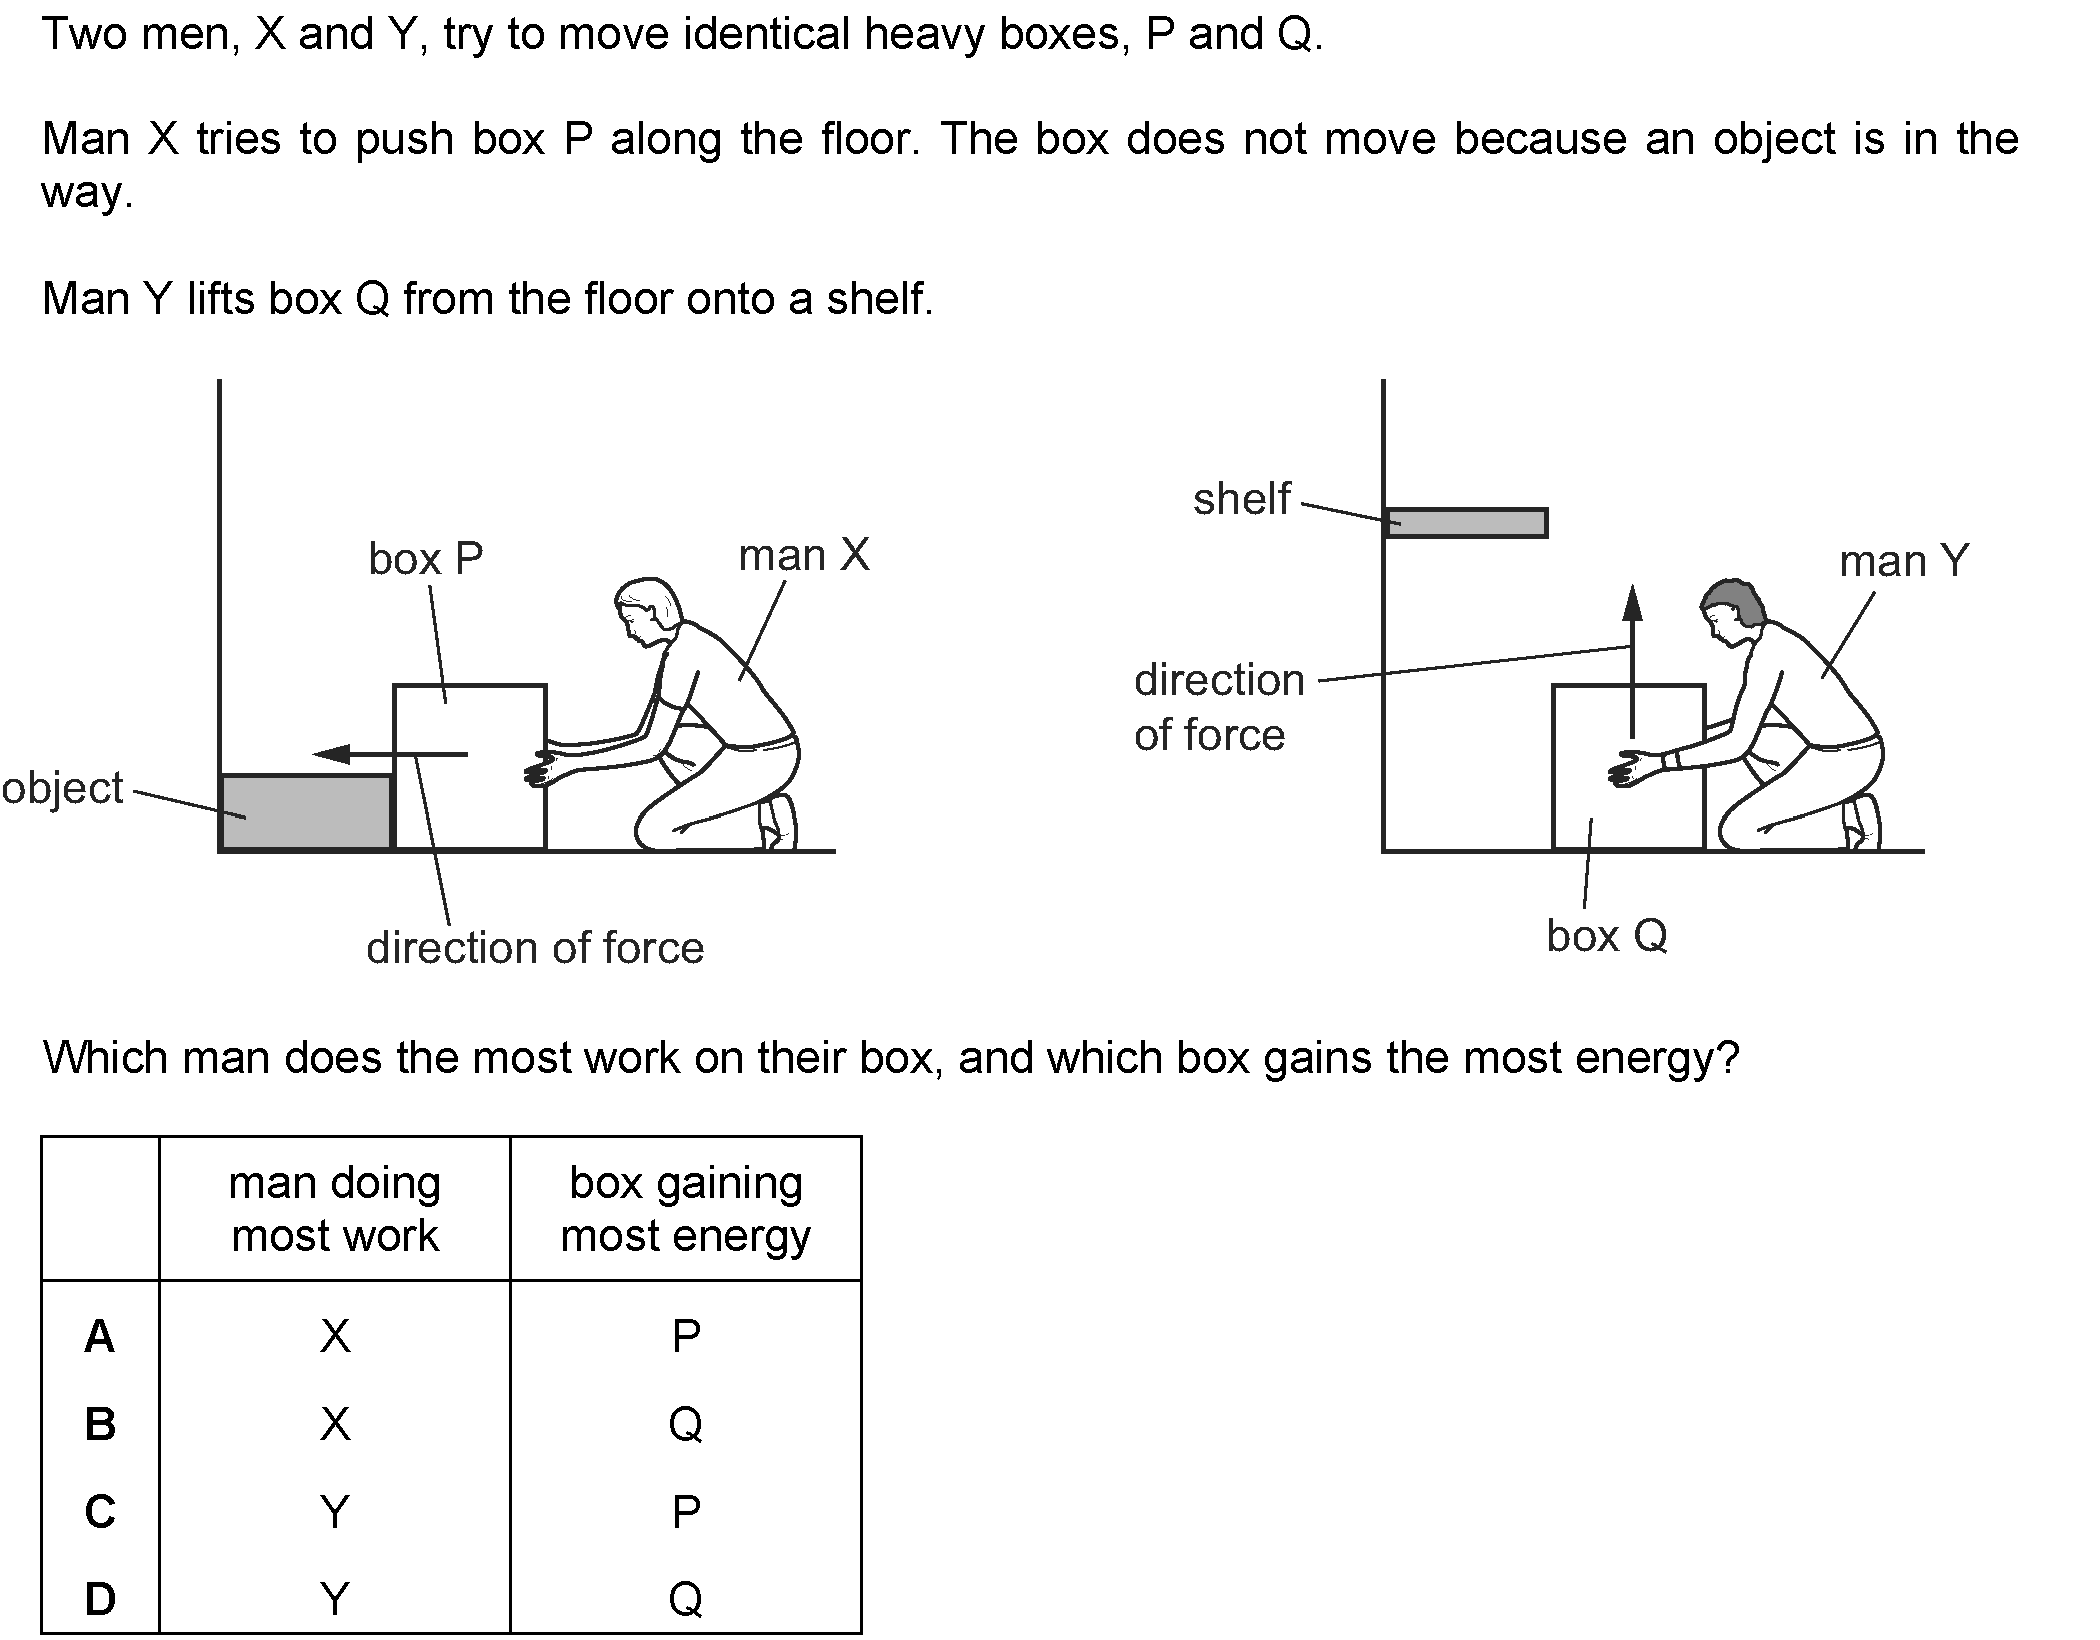 Two men, X and Y, try to move identical heavy boxes, P and Q.
Man X tries to push box P along the floor. The box does not move because an object is in the
way.
Man Y lifts box Q from the floor onto a shelf.
box P
man X
object
direction of force
shelf
man Y
direction
of force
box Q
Which man does the most work on their box, and which box gains the most energy?
man doing
most work
box gaining
most energy
A X P
B X Q
C Y P
D Y Q